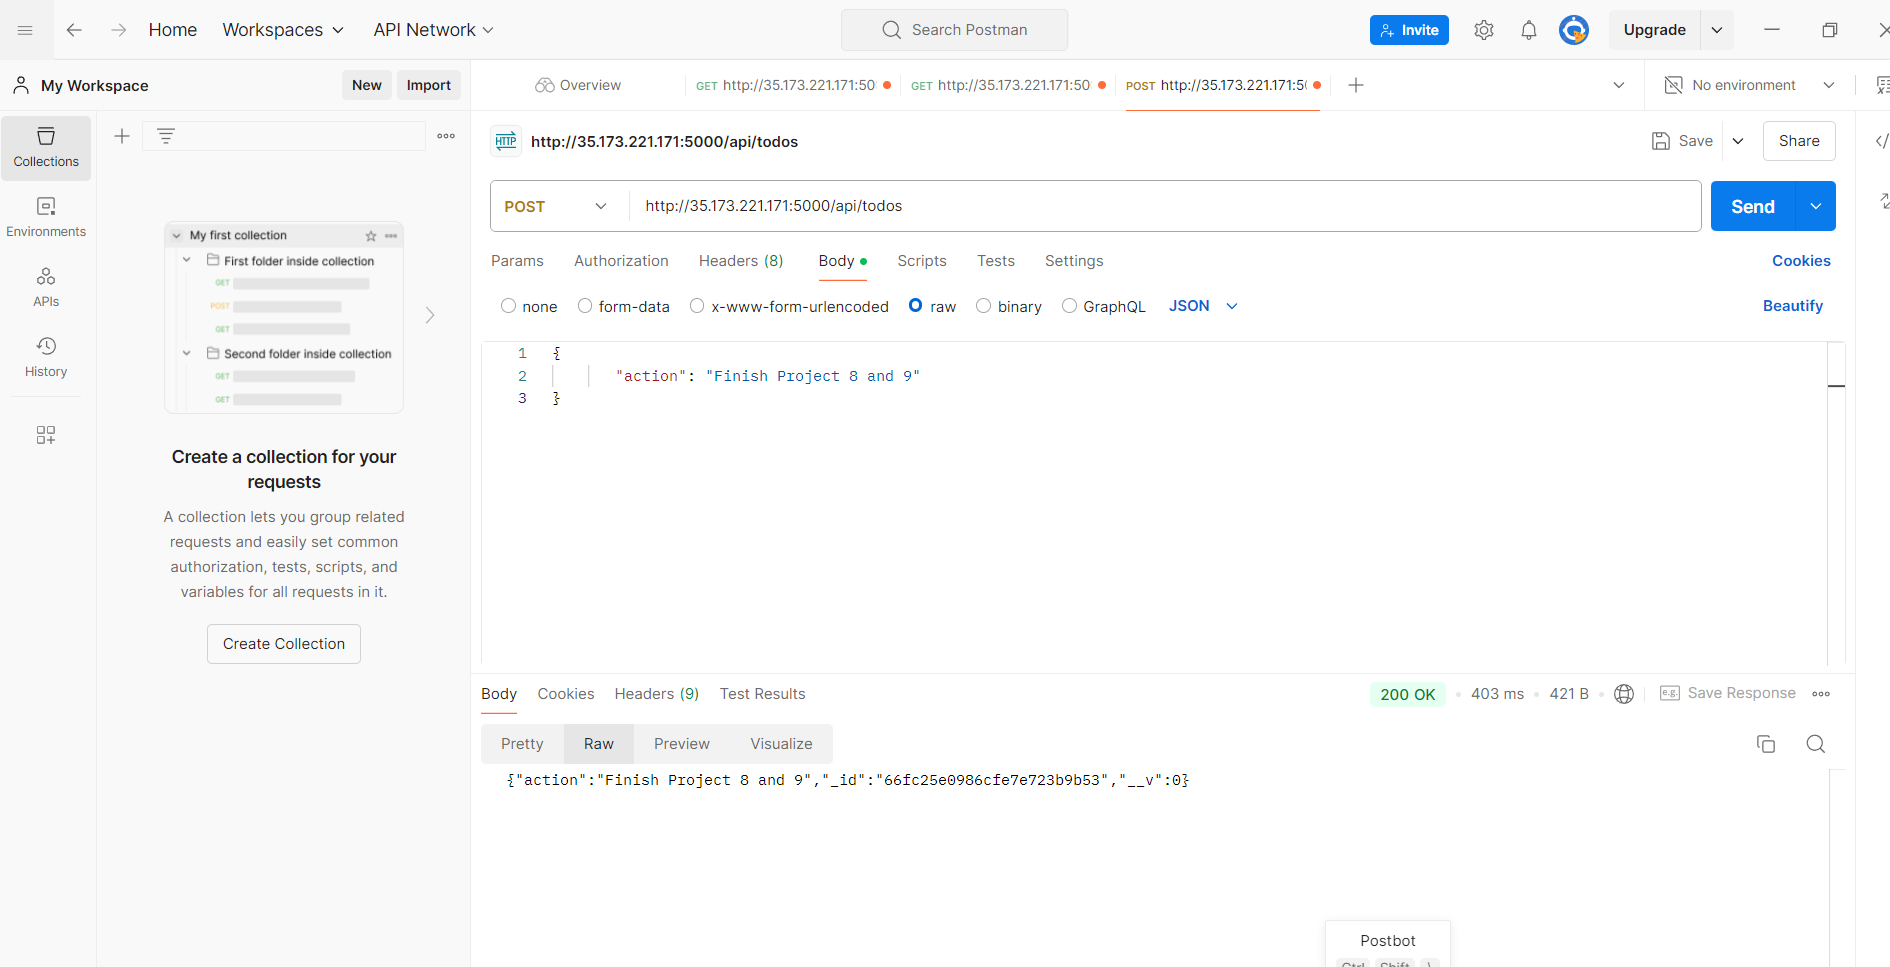 Home Workspaces API Network Search Postman Invite Upgrade
My Workspace New Import
Overview GET http://35.173.221.171:50 GET http://35.173.221.171:50 POST http://35.173.221.171:5( No environment
Collections
Environments
APIs
History
My first collection
First folder inside collection
GET
POST
GET
Second folder inside collection
GET
GET
Create a collection for your
requests
A collection lets you group related
requests and easily set common
authorization, tests, scripts, and
variables for all requests in it.
Create Collection
HTTP http://35.173.221.171:5000/api/todos Save Share
POST http://35.173.221.171:5000/api/todos Send
Params Authorization Headers (8) Body Scripts Tests Settings Cookies
none form-data x-www-form-urlencoded raw binary GraphQL JSON Beautify
1 {
2 "action": "Finish Project 8 and 9"
3 }
Body Cookies Headers (9) Test Results 200 OK 403 ms 421 B e.g. Save Response
Pretty Raw Preview Visualize
{"action":"Finish Project 8 and 9","_id":"66fc25e0986cfe7e723b9b53","__v":0}
Postbot
Ctrl Shift \